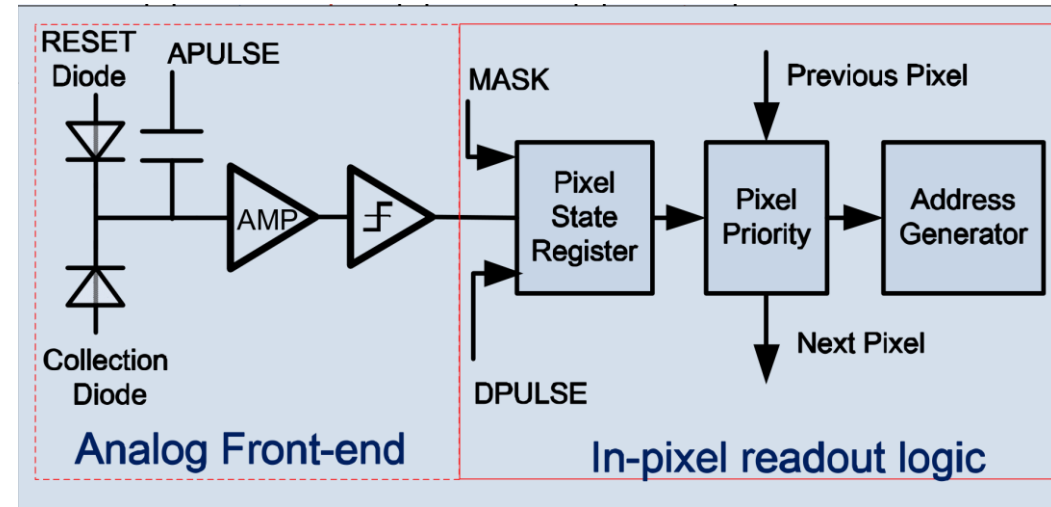 RESET
Diode
APULSE
MASK
Previous Pixel
AMP
Pixel
State
Register
Pixel
Priority
Address
Generator
Collection
Diode
DPULSE
Next Pixel
Analog Front-end
In-pixel readout logic